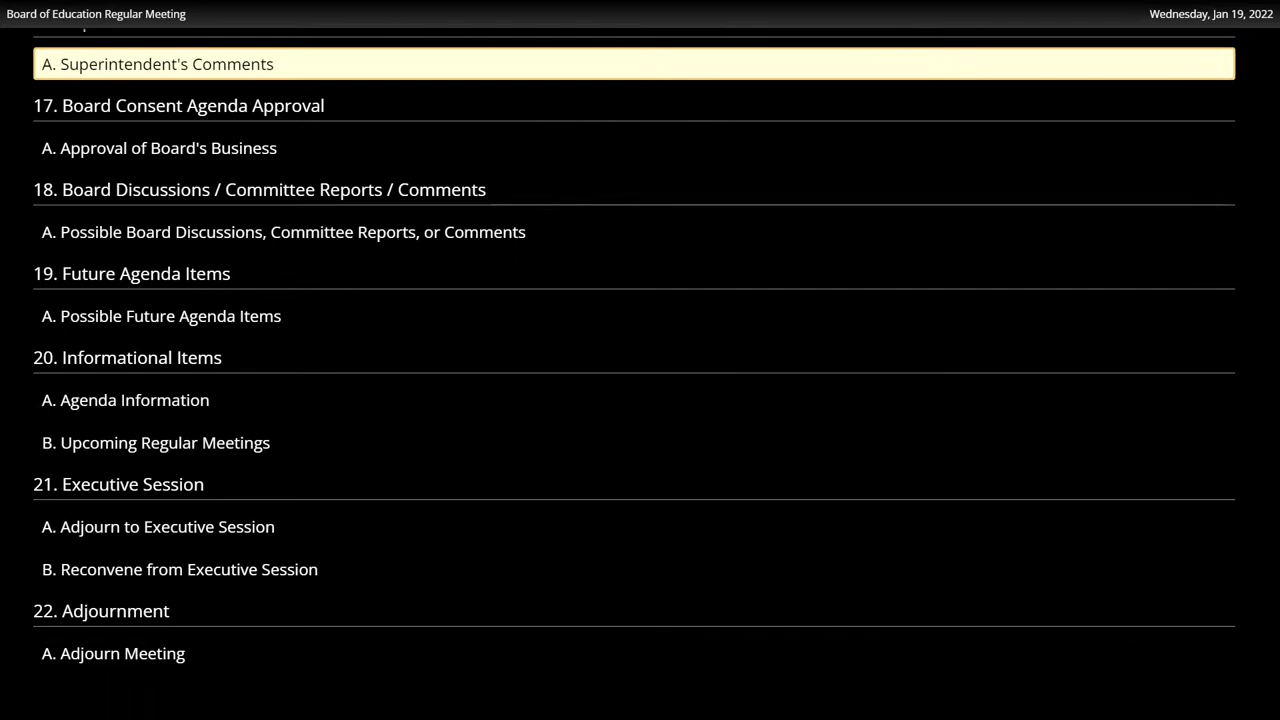 Board of Education Regular Meeting
Wednesday, Jan 19, 2022
A. Superintendent's Comments
17. Board Consent Agenda Approval
A. Approval of Board's Business
18. Board Discussions / Committee Reports / Comments
A. Possible Board Discussions, Committee Reports, or Comments
19. Future Agenda Items
A. Possible Future Agenda Items
20. Informational Items
A. Agenda Information
B. Upcoming Regular Meetings
21. Executive Session
A. Adjourn to Executive Session
B. Reconvene from Executive Session
22. Adjournment
A. Adjourn Meeting